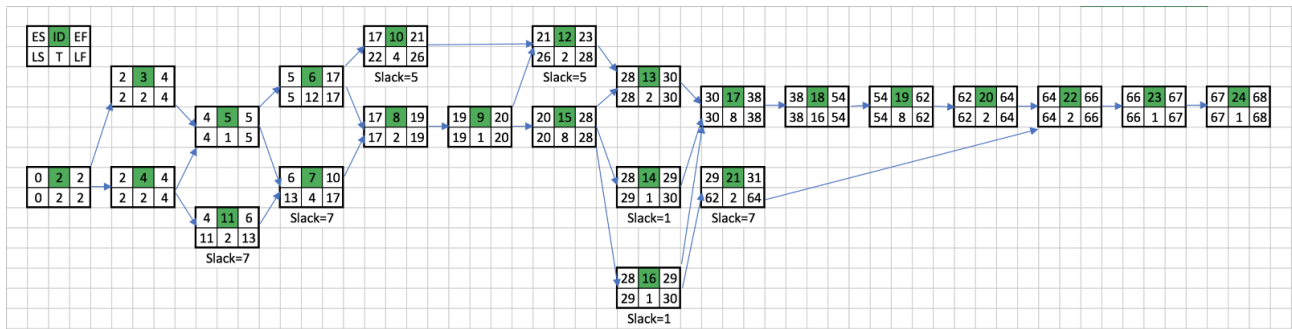 ES ID EF
LS T LF
17 10 21
22 4 26
Slack=5
21 12 23
26 2 28
Slack=5
2 3 4
2 2 4
5 6 17
5 12 17
28 13 30
28 2 30
4 5 5
4 1 5
17 8 19
17 2 19
19 9 20
19 1 20
20 15 28
20 8 28
30 17 38
30 8 38
38 18 54
38 16 54
54 19 62
54 8 62
62 20 64
62 2 64
64 22 66
64 2 66
66 23 67
66 1 67
67 24 68
67 1 68
0 2 2
0 2 2
2 4 4
2 2 4
6 7 10
13 4 17
Slack=7
28 14 29
29 1 30
Slack=1
29 21 31
62 2 64
Slack=7
4 11 6
11 2 13
Slack=7
28 16 29
29 1 30
Slack=1